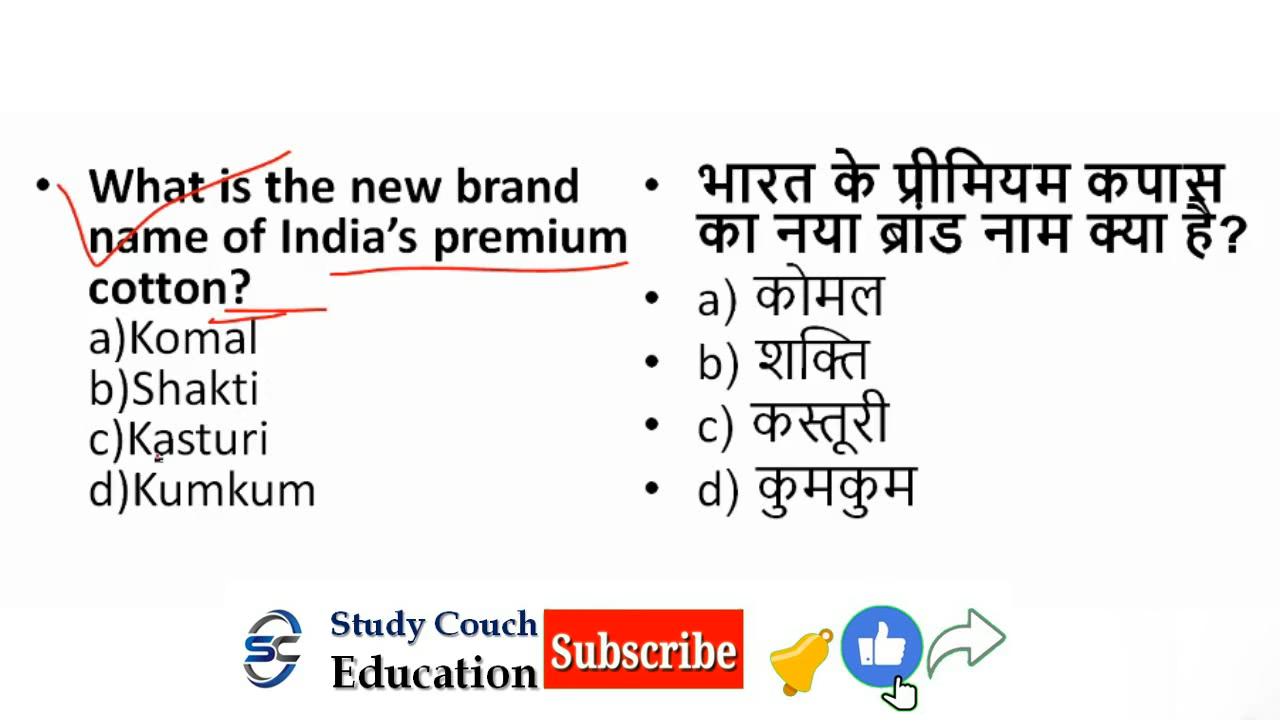 • What is the new brand
name of India's premium
cotton?
a)Komal
b)Shakti
c)Kasturi
d)Kumkum
• भारत के प्रीमियम कपास
का नया ब्रांड नाम क्या है?
• a) कोमल
• b) शक्ति
• c) कस्तूरी
• d) कुमकुम
SC
Study Couch
Education
Subscribe